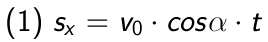 (1) sₓ = v₀ · cosα · t